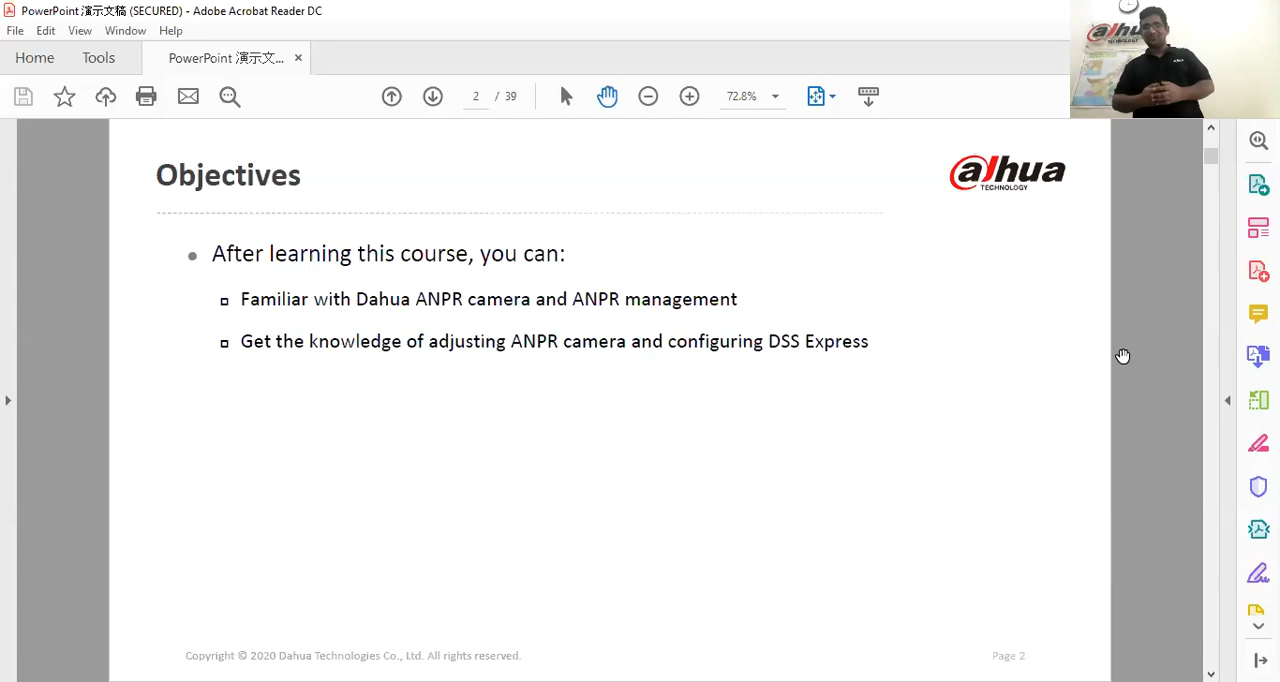 PowerPoint 演示文稿 (SECURED) - Adobe Acrobat Reader DC
File Edit View Window Help
Home Tools PowerPoint 演示文... ×
2 / 39 72.8%
Objectives
alhua
TECHNOLOGY
After learning this course, you can:
Familiar with Dahua ANPR camera and ANPR management
Get the knowledge of adjusting ANPR camera and configuring DSS Express
Copyright © 2020 Dahua Technologies Co., Ltd. All rights reserved.
Page 2